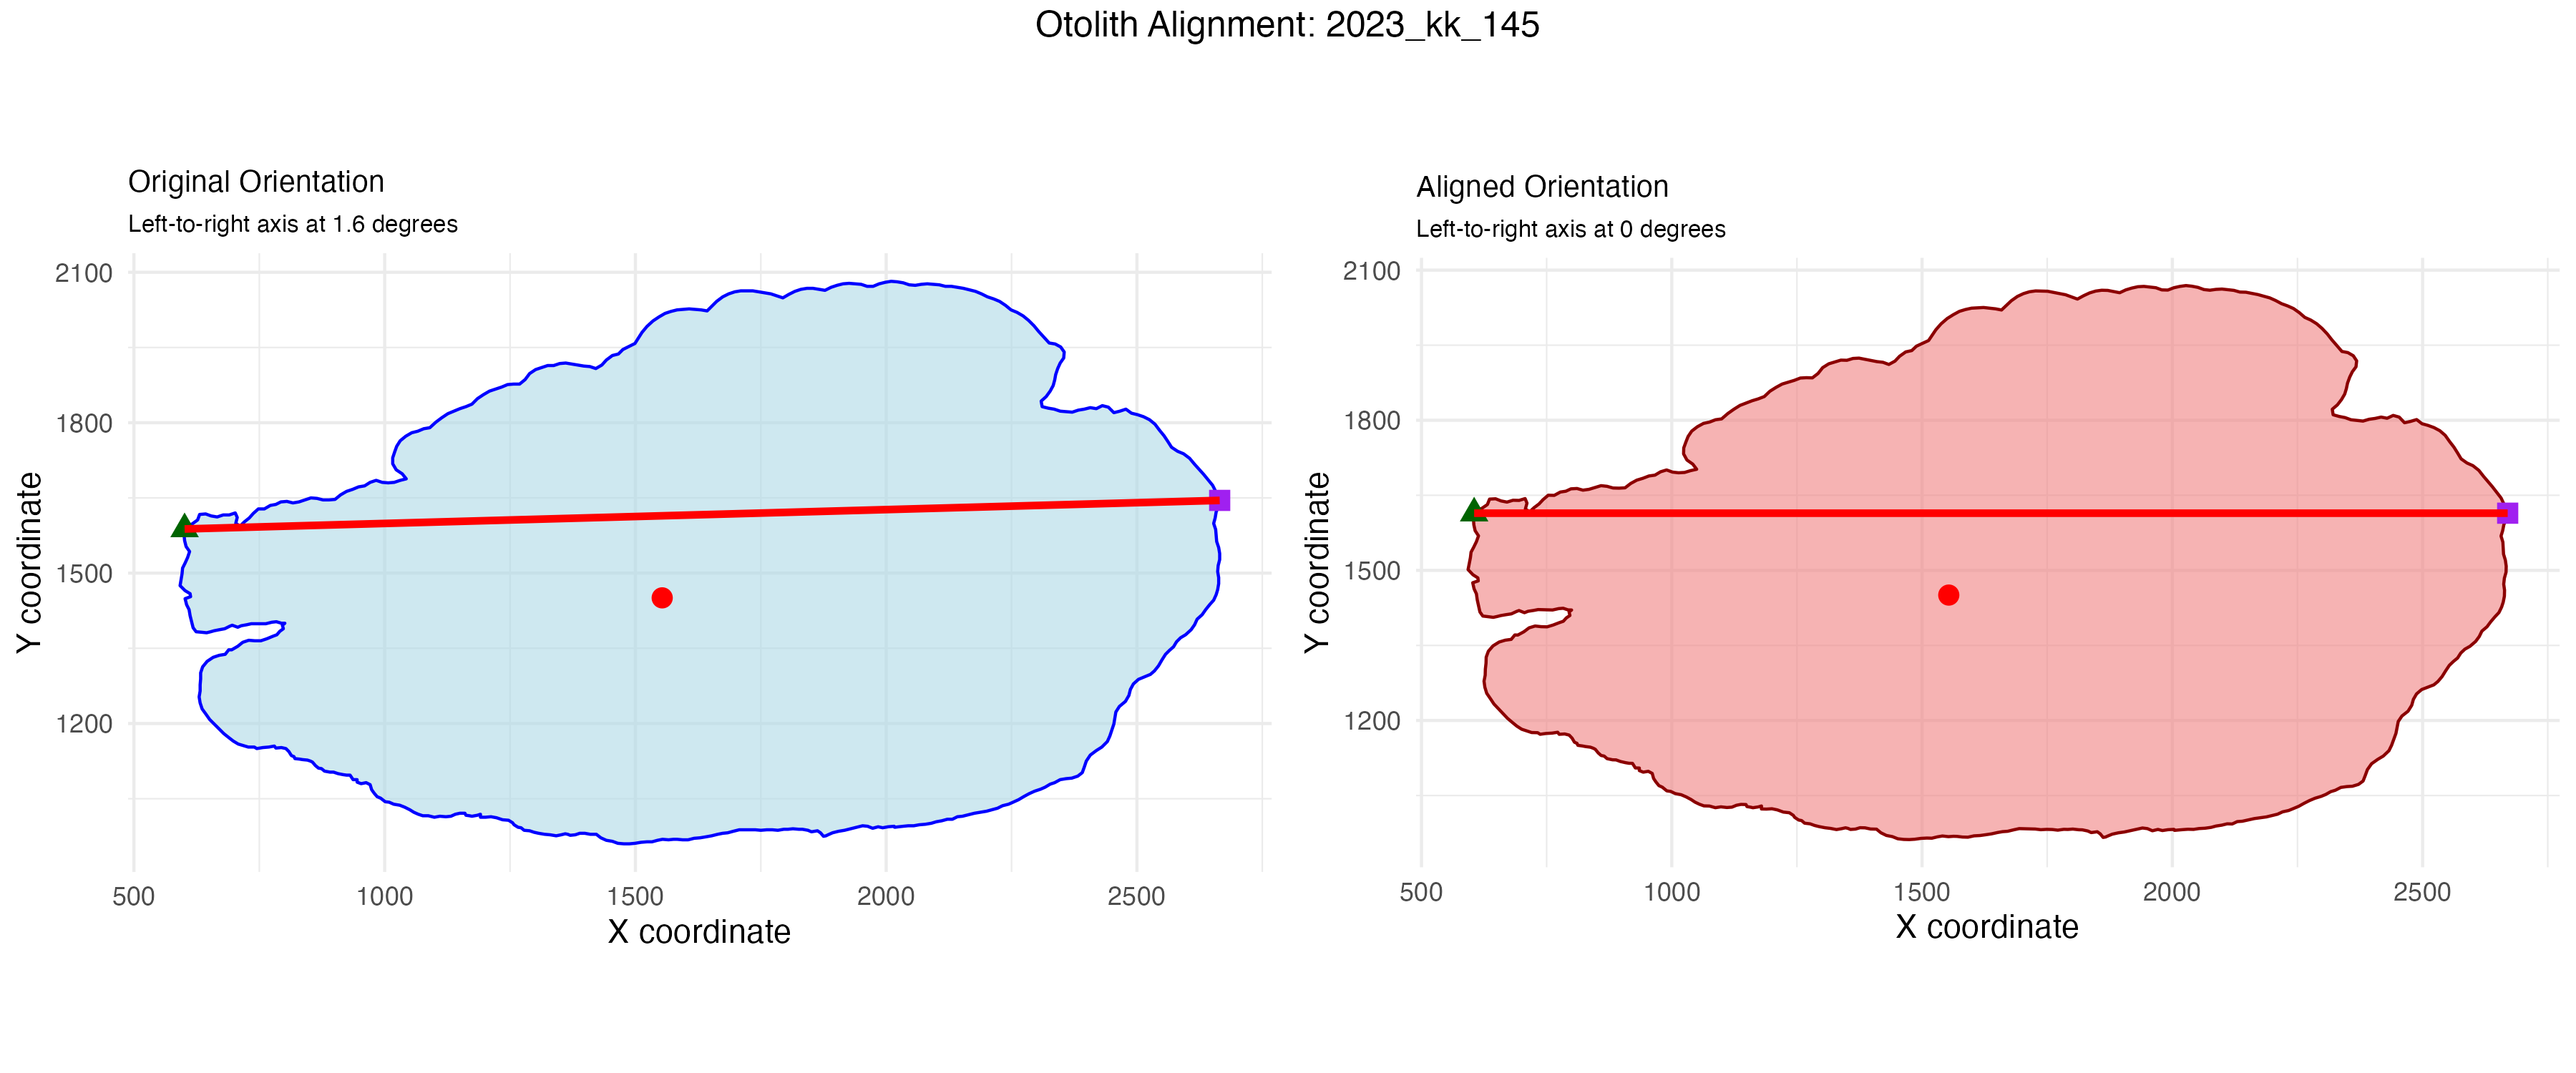 Otolith Alignment: 2023_kk_145
Original Orientation
Left-to-right axis at 1.6 degrees
2100
1800
1500
1200
Y coordinate
500 1000 1500 2000 2500
X coordinate
Aligned Orientation
Left-to-right axis at 0 degrees
2100
1800
1500
1200
Y coordinate
500 1000 1500 2000 2500
X coordinate